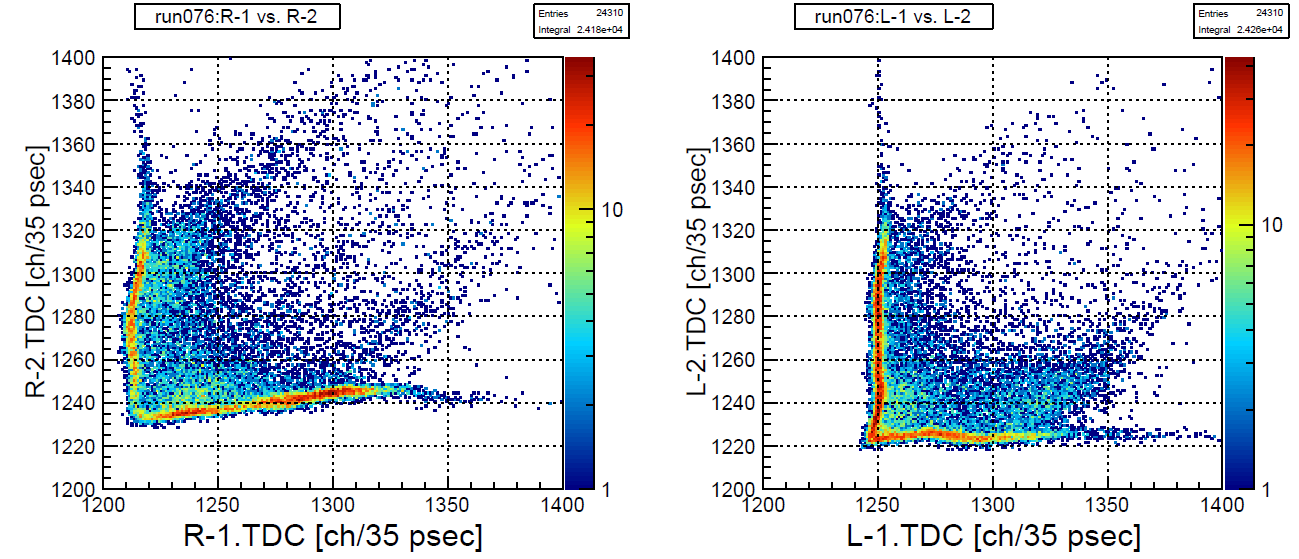 run076:R-1 vs. R-2
Entries 24310
Integral 2.418e+04
1400
1380
1360
1340
1320
1300
1280
1260
1240
1220
1200
R-2.TDC [ch/35 psec]
1200 1250 1300 1350 1400
R-1.TDC [ch/35 psec]
10
1
run076:L-1 vs. L-2
Entries 24310
Integral 2.426e+04
1400
1380
1360
1340
1320
1300
1280
1260
1240
1220
1200
L-2.TDC [ch/35 psec]
1200 1250 1300 1350 1400
L-1.TDC [ch/35 psec]
10
1